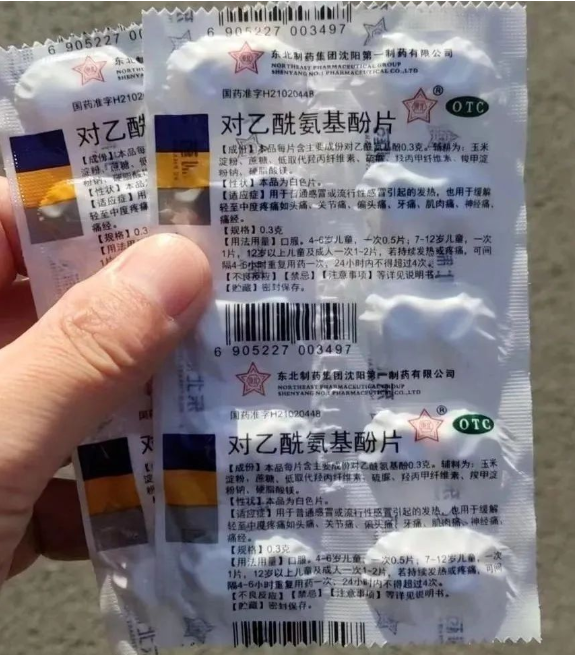 6 905227 003497
6 905227 003497
东北制药集团沈阳第一制药有限公司
NORTHEAST PHARMACEUTICAL GROUP
SHENYANG NO.1 PHARMACEUTICAL CO.,LTD
国药准字H21020448
国药准字H21020448
OTC
对乙酰
对乙酰氨基酚片
【成份】本品每片含主要成份对乙酰氨基酚0.3克。辅料为:玉米
淀粉、蔗糖、低取代羟丙纤维素、硫脲、羟丙甲纤维素、羧甲淀
粉钠、硬脂酸镁。
【性状】本品为白色片。
【适应症】用于普通感冒或流行性感冒引起的发热,也用于缓解
轻至中度疼痛如头痛、关节痛、偏头痛、牙痛、肌肉痛、神经痛、
痛经。
【规格】0.3克
【用法用量】口服。4-6岁儿童,一次0.5片;7-12岁儿童,一次
1片,12岁以上儿童及成人一次1-2片,若持续发热或疼痛,可间
隔4-6小时重复用药一次,24小时内不得超过4次。
【不良反应】【禁忌】【注意事项】等详见说明书。
【贮藏】密封保存。
6 905227 003497
东北制药集团沈阳第一制药有限公司
NORTHEAST PHARMACEUTICAL GROUP
SHENYANG NO.1 PHARMACEUTICAL CO.,LTD
国药准字H21020448
OTC
对乙酰氨基酚片
【成份】本品每片含主要成份对乙酰氨基酚0.3克。辅料为:玉米
淀粉、蔗糖、低取代羟丙纤维素、硫脲、羟丙甲纤维素、羧甲淀
粉钠、硬脂酸镁。
【性状】本品为白色片。
【适应症】用于普通感冒或流行性感冒引起的发热,也用于缓解
轻至中度疼痛如头痛、关节痛、偏头痛、牙痛、肌肉痛、神经痛、
痛经。
【规格】0.3克
【用法用量】口服。4-6岁儿童,一次0.5片;7-12岁儿童,一次
1片,12岁以上儿童及成人一次1-2片,若持续发热或疼痛,可间
隔4-6小时重复用药一次,24小时内不得超过4次。
【不良反应】【禁忌】【注意事项】等详见说明书。
【贮藏】密封保存。